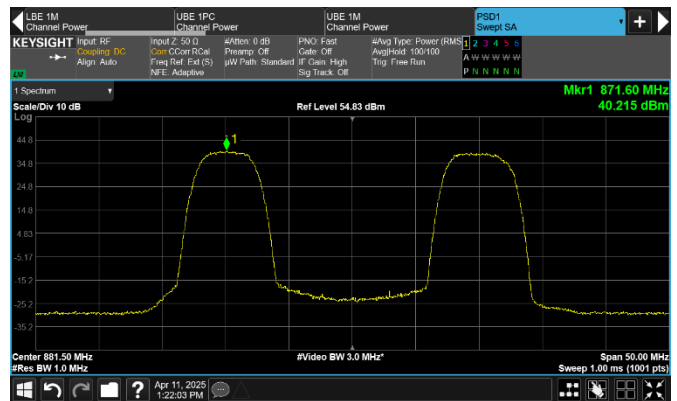 LBE 1M
Channel Power
UBE 1PC
Channel Power
UBE 1M
Channel Power
PSD1
Swept SA
KEYSIGHT
Input: RF
Coupling: DC
Align: Auto
Input Z: 50 Ω
Corr CCorr RCal
Freq Ref: Ext (S)
NFE: Adaptive
#Atten: 0 dB
Preamp: Off
µW Path: Standard
PNO: Fast
Gate: Off
IF Gain: High
Sig Track: Off
#Avg Type: Power (RMS)
Avg|Hold: 100/100
Trig: Free Run
1 2 3 4 5 6
A W W W W W
P N N N N N
LXI
1 Spectrum
Scale/Div 10 dB
Ref Level 54.83 dBm
Mkr1 871.60 MHz
40.215 dBm
Log
44.8
34.8
24.8
14.8
4.83
-5.17
-15.2
-25.2
-35.2
1
Center 881.50 MHz
#Res BW 1.0 MHz
#Video BW 3.0 MHz*
Span 50.00 MHz
Sweep 1.00 ms (1001 pts)
?
Apr 11, 2025
1:22:03 PM